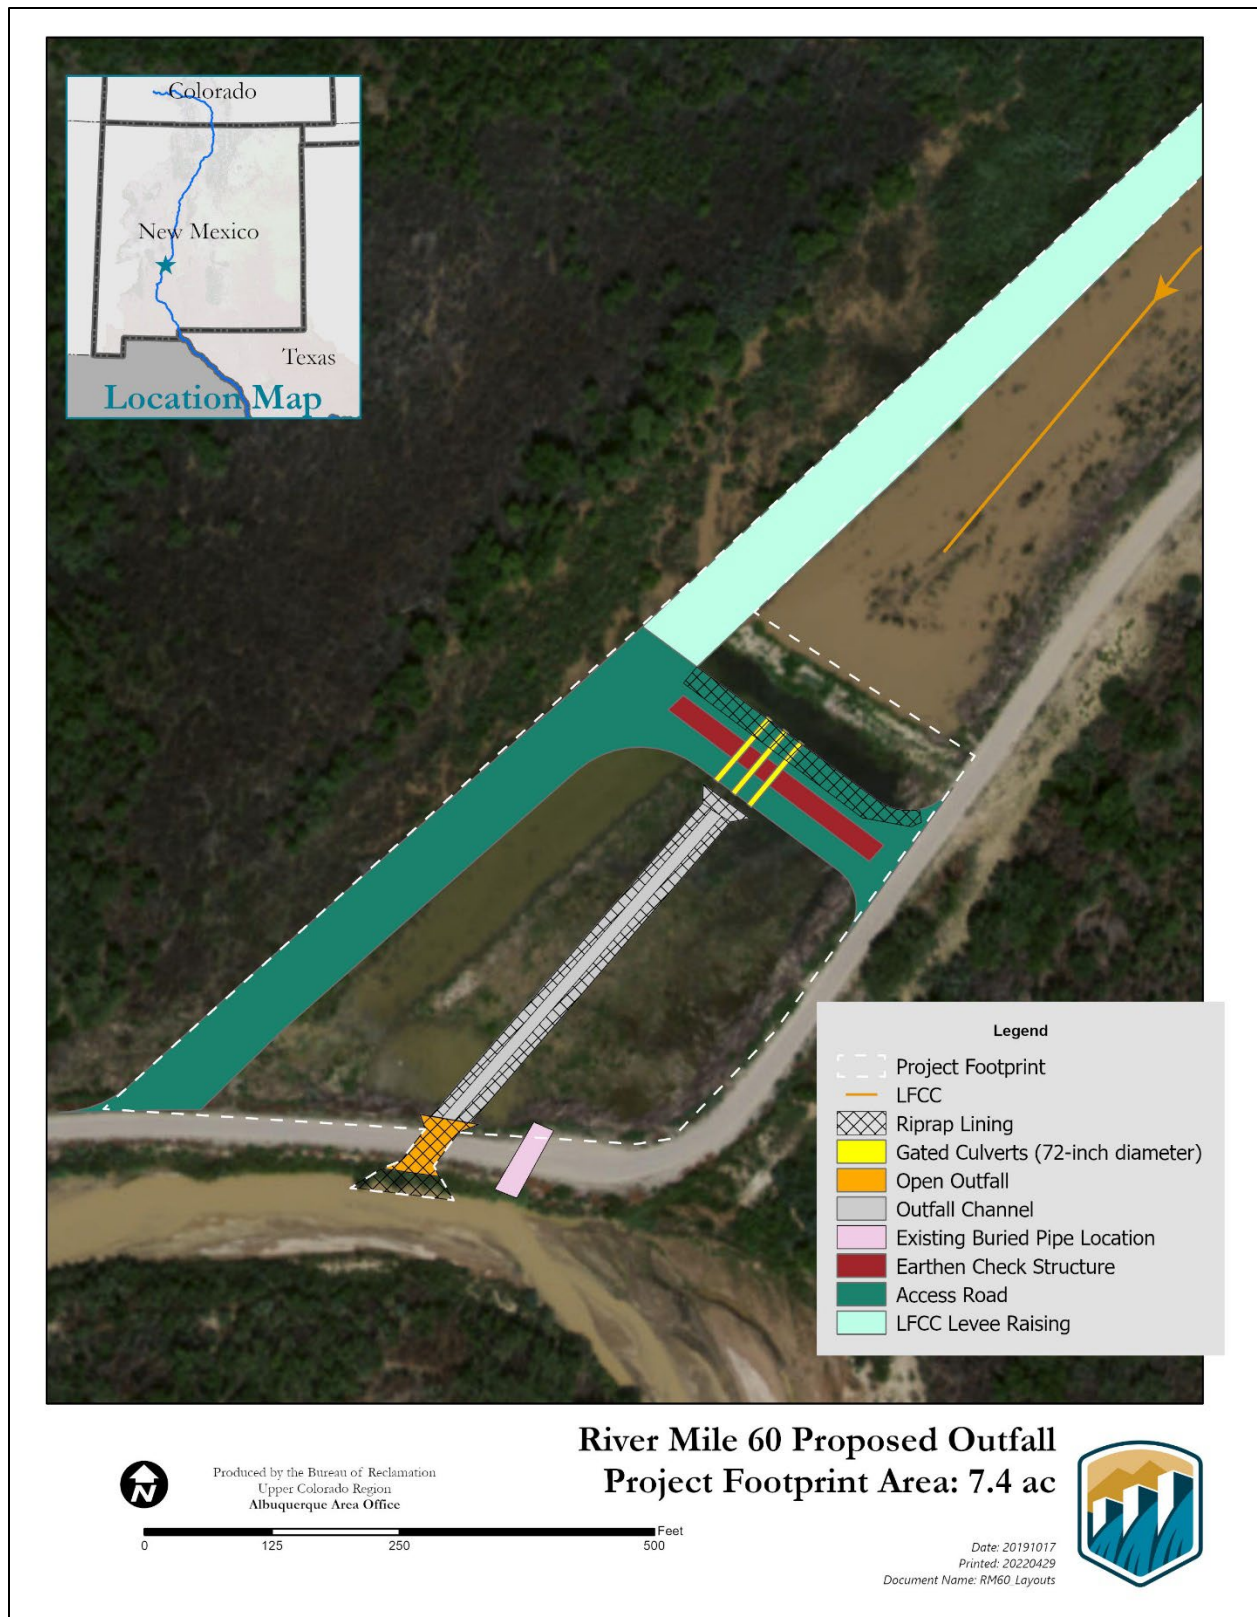 Colorado
New Mexico
Texas
Location Map
Legend
Project Footprint
LFCC
Riprap Lining
Gated Culverts (72-inch diameter)
Open Outfall
Outfall Channel
Existing Buried Pipe Location
Earthen Check Structure
Access Road
LFCC Levee Raising
River Mile 60 Proposed Outfall
Project Footprint Area: 7.4 ac
N
Produced by the Bureau of Reclamation
Upper Colorado Region
Albuquerque Area Office
Feet
0 125 250 500
Date: 20191017
Printed: 20220429
Document Name: RM60_Layouts